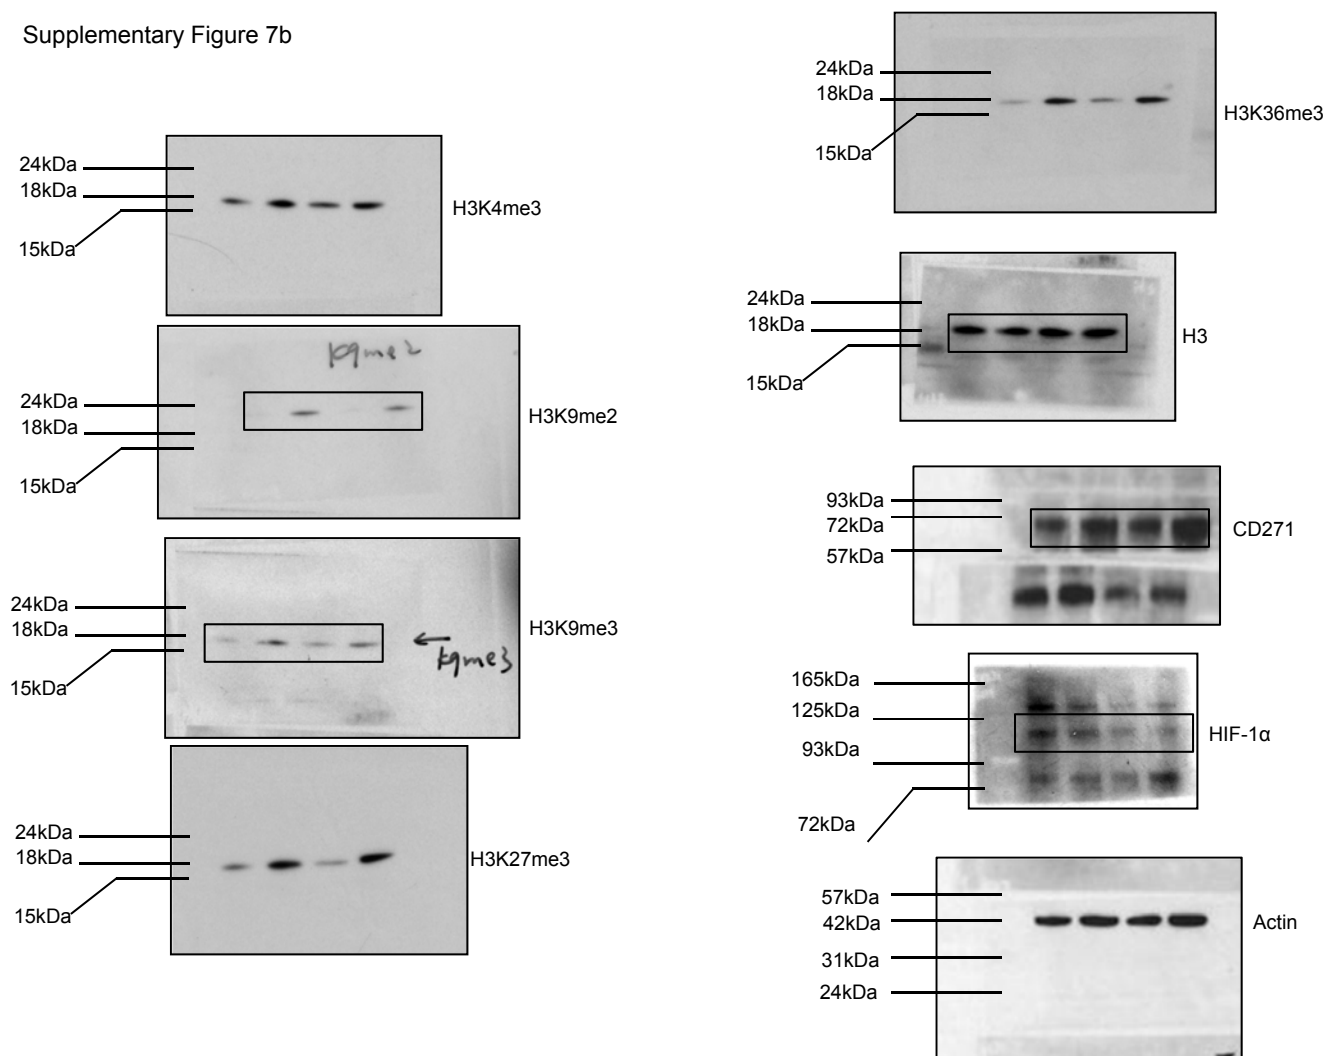 Supplementary Figure 7b
24kDa
18kDa
15kDa
H3K4me3
K9me2
24kDa
18kDa
15kDa
H3K9me2
24kDa
18kDa
15kDa
K9me3
H3K9me3
24kDa
18kDa
15kDa
H3K27me3
24kDa
18kDa
15kDa
H3K36me3
24kDa
18kDa
15kDa
H3
93kDa
72kDa
57kDa
CD271
165kDa
125kDa
93kDa
72kDa
HIF-1α
57kDa
42kDa
31kDa
24kDa
Actin